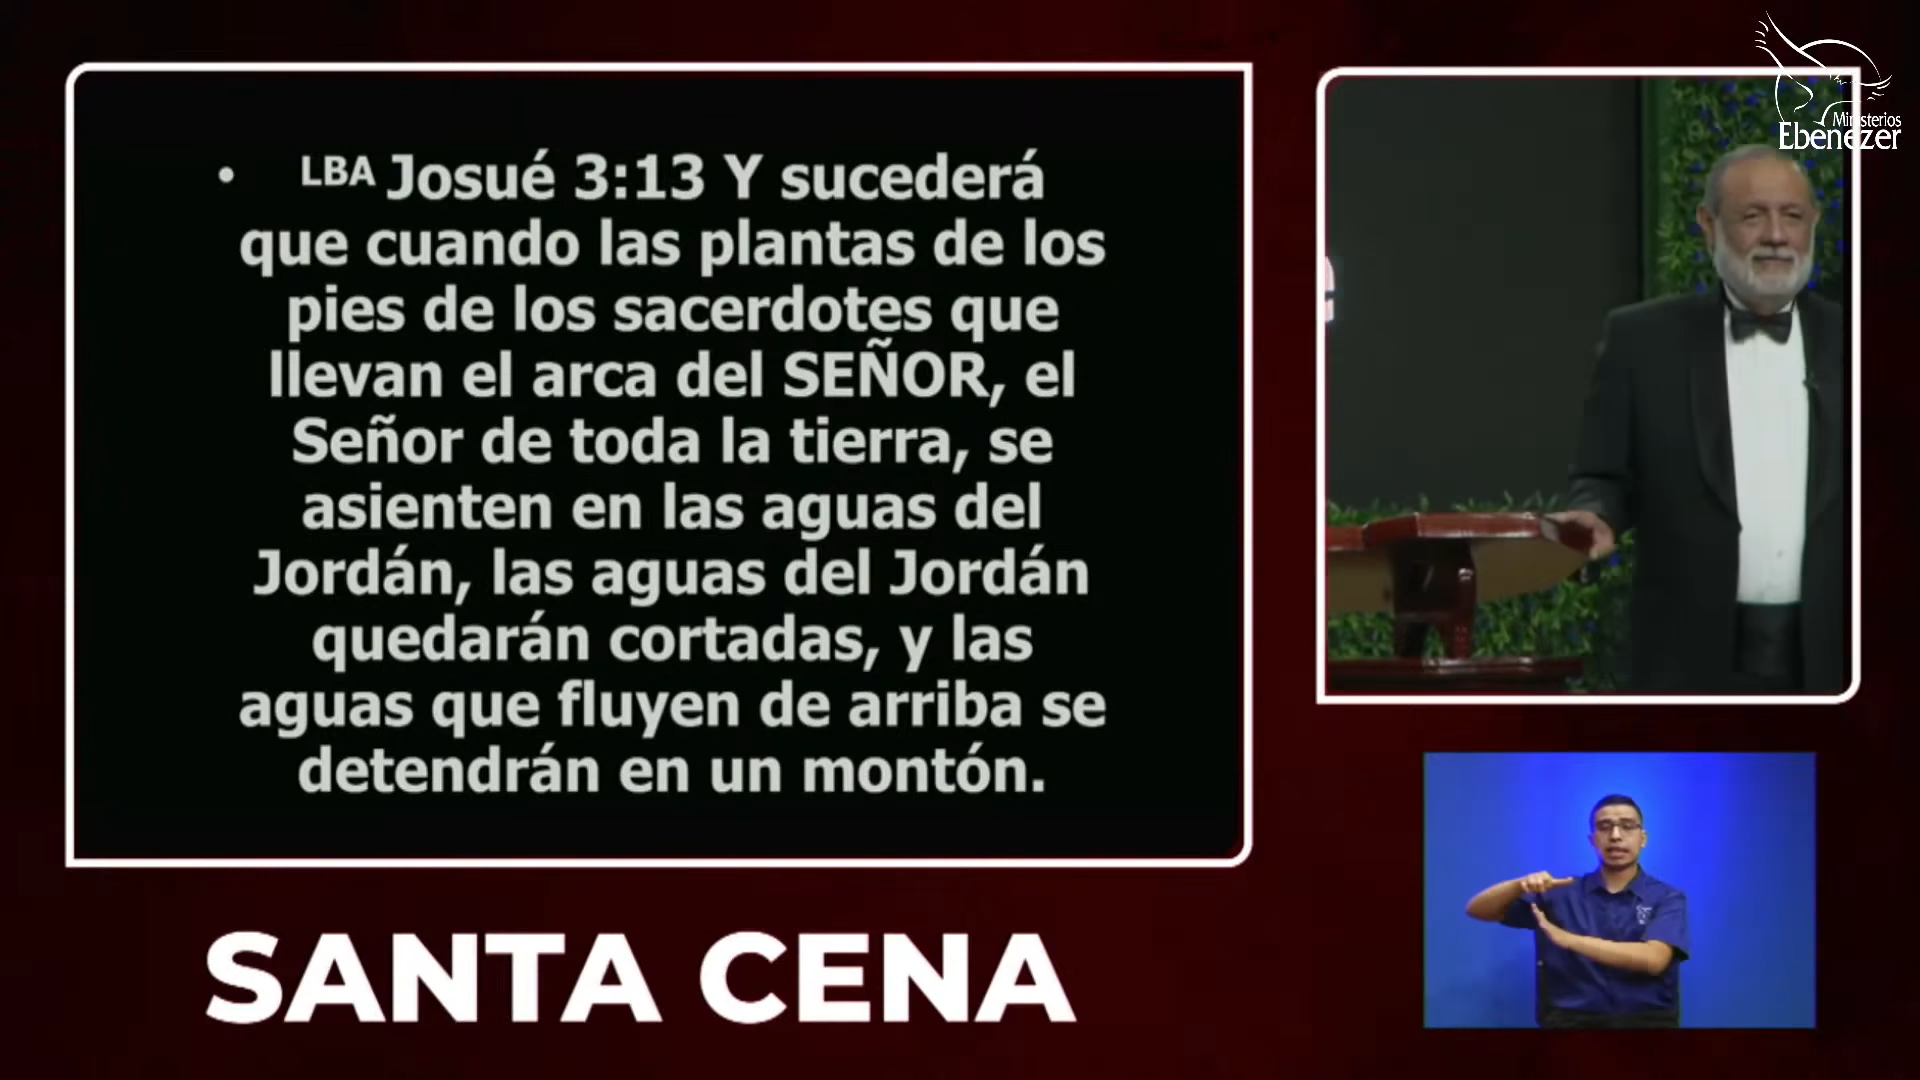 • LBA Josué 3:13 Y sucederá
que cuando las plantas de los
pies de los sacerdotes que
llevan el arca del SEÑOR, el
Señor de toda la tierra, se
asienten en las aguas del
Jordán, las aguas del Jordán
quedarán cortadas, y las
aguas que fluyen de arriba se
detendrán en un montón.
SANTA CENA
Ministerios
Ebenezer